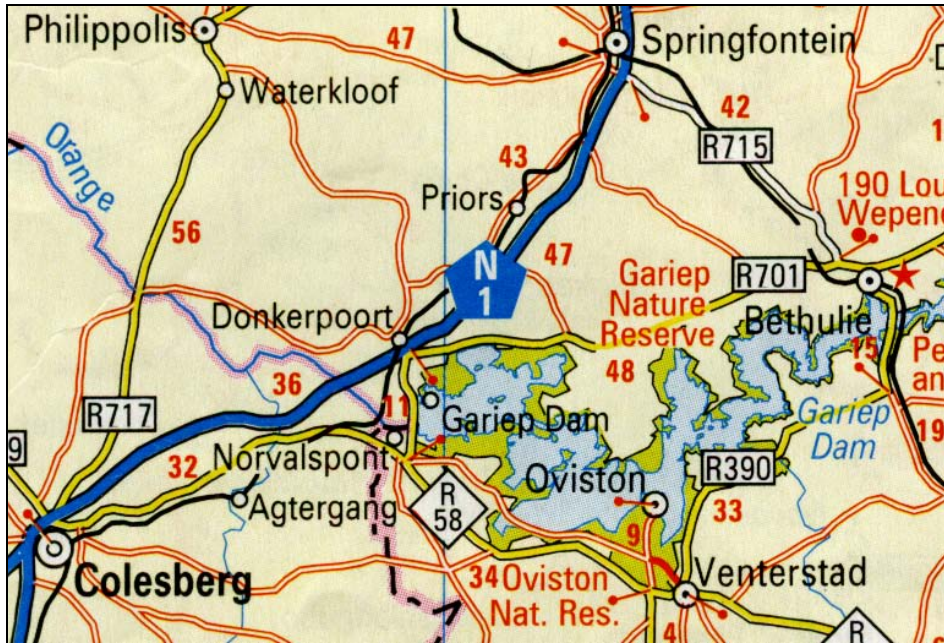 Philippolis
47
Springfontein
Waterkloof
42
R715
Orange
43
Priors
190 Lou
Wepen
56
N
1
47
Gariep
Nature
Reserve
R701
Donkerpoort
Bethulie
15
Pe
an
48
36
11
Gariep Dam
Gariep
Dam
R717
9
32
Norvalspont
19
R390
Oviston
Agtergang
R
58
33
9
Colesberg
34
Oviston
Nat. Res.
Venterstad
4
R